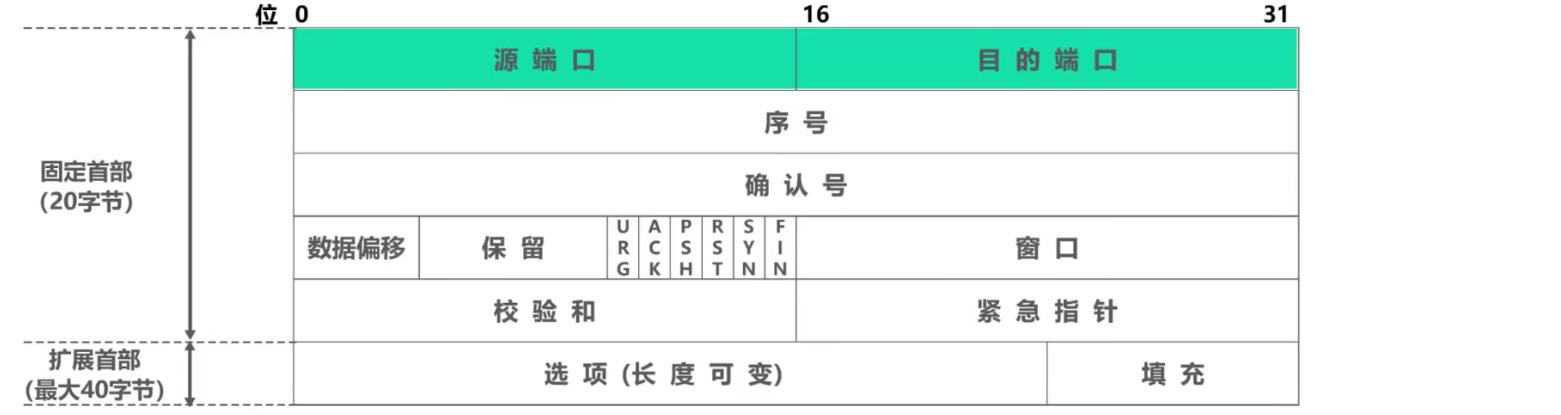 位 0 16 31
源端口 目的端口
序号
确认号
固定首部
(20字节)
数据偏移 保留 URG ACK PSH RST SYN FIN 窗口
校验和 紧急指针
扩展首部
(最大40字节)
选项(长度可变) 填充